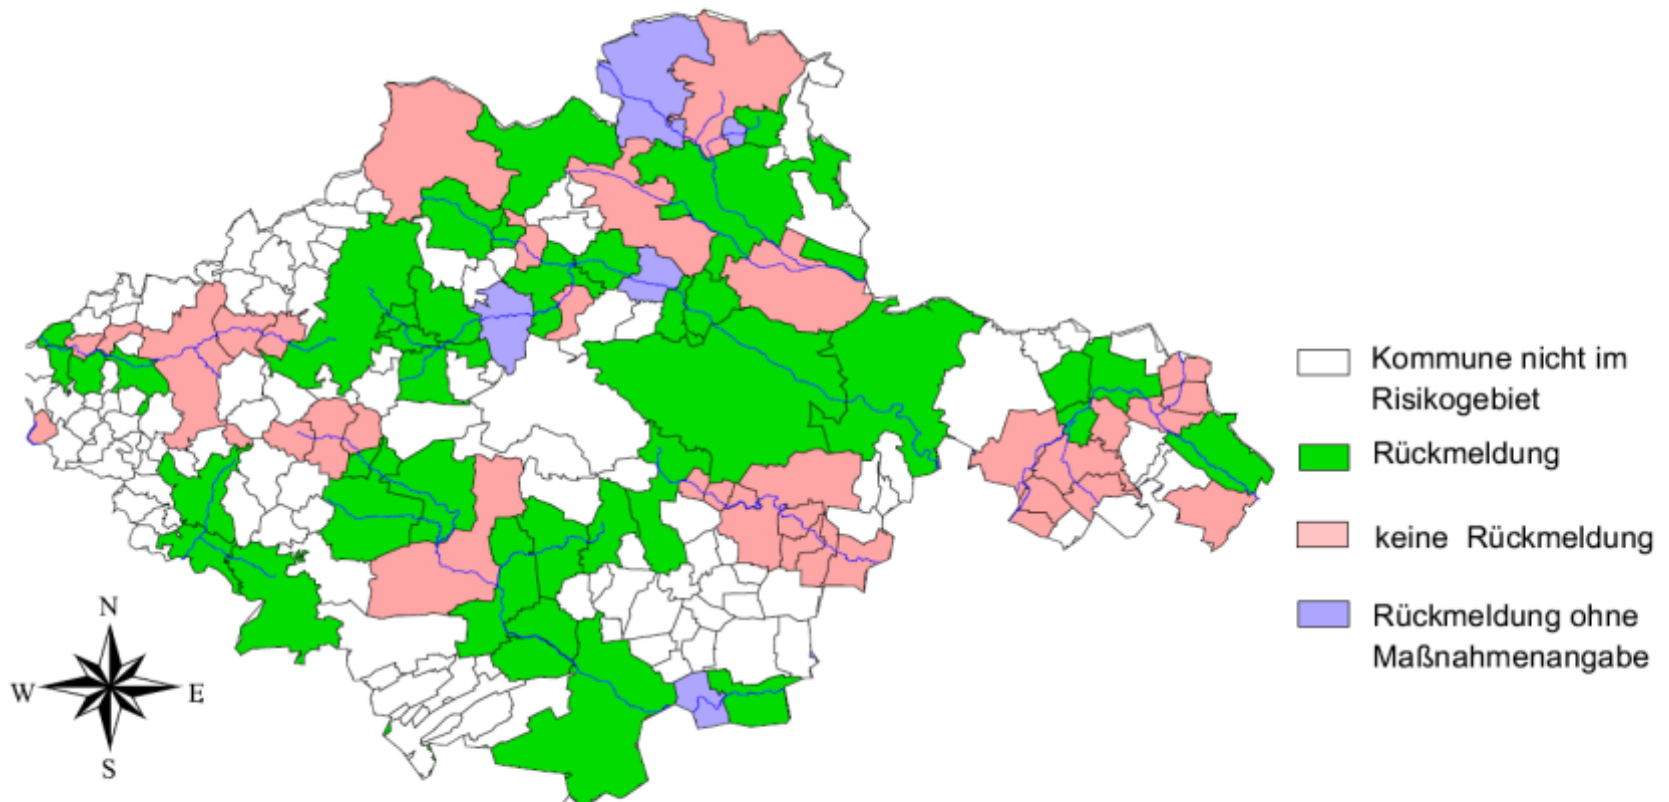 Kommune nicht im
Risikogebiet
Rückmeldung
keine Rückmeldung
Rückmeldung ohne
Maßnahmenangabe
N
W E
S